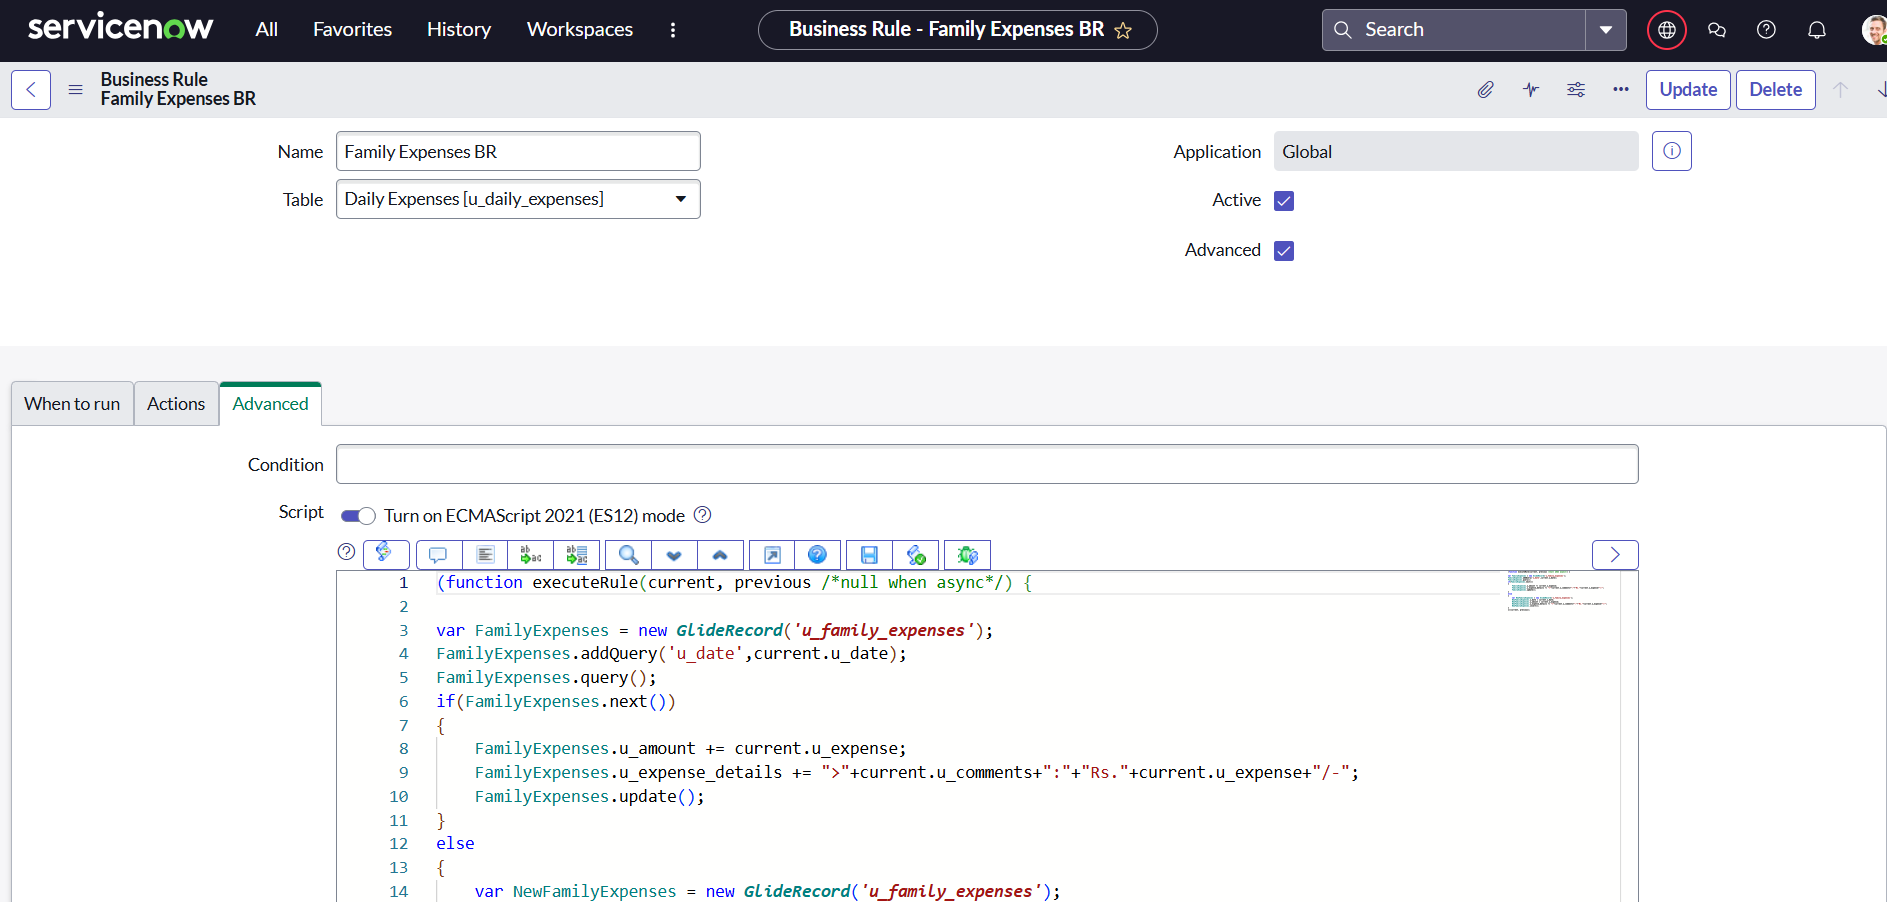 servicenow All Favorites History Workspaces Business Rule - Family Expenses BR Search
Business Rule
Family Expenses BR
Update Delete
Name Family Expenses BR
Application Global
Table Daily Expenses [u_daily_expenses]
Active
Advanced
When to run Actions Advanced
Condition
Script Turn on ECMAScript 2021 (ES12) mode
1 (function executeRule(current, previous /*null when async*/) {
2
3 var FamilyExpenses = new GlideRecord('u_family_expenses');
4 FamilyExpenses.addQuery('u_date',current.u_date);
5 FamilyExpenses.query();
6 if(FamilyExpenses.next())
7 {
8 FamilyExpenses.u_amount += current.u_expense;
9 FamilyExpenses.u_expense_details += ">"+current.u_comments+":"+"Rs."+current.u_expense+"/-";
10 FamilyExpenses.update();
11 }
12 else
13 {
14 var NewFamilyExpenses = new GlideRecord('u_family_expenses');